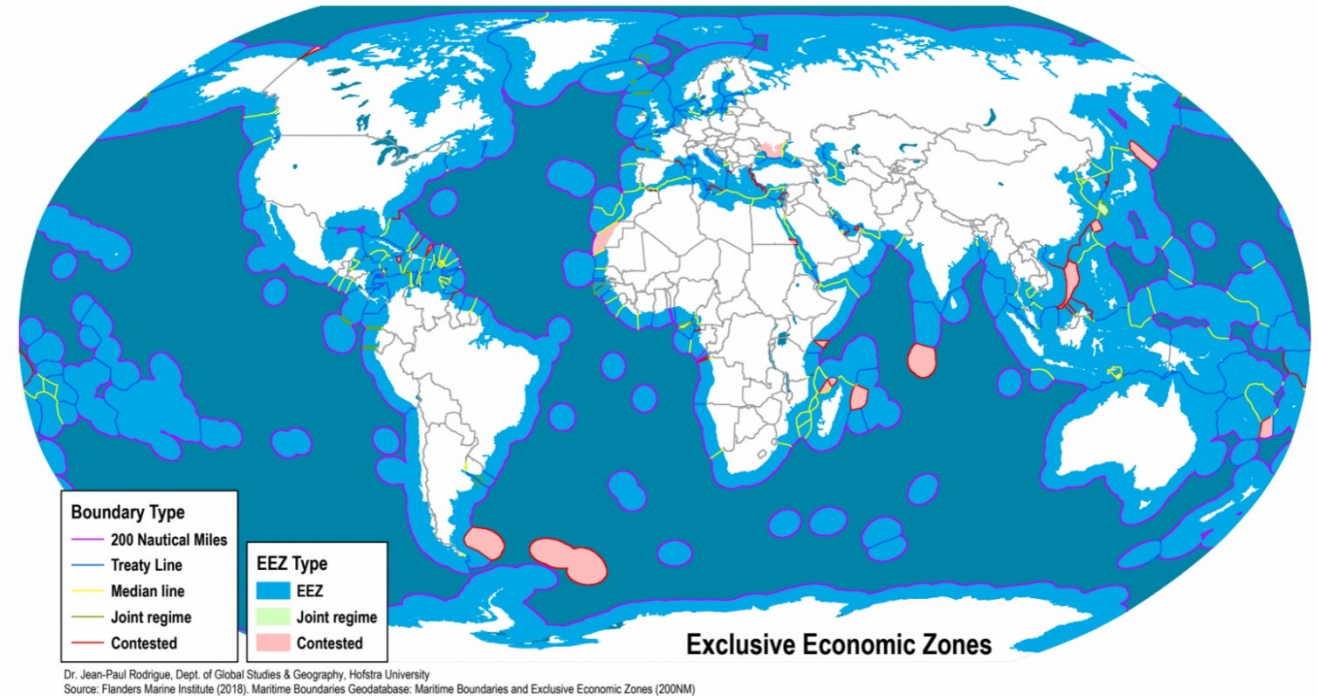 Boundary Type
200 Nautical Miles
Treaty Line
Median line
Joint regime
Contested
EEZ Type
EEZ
Joint regime
Contested
Exclusive Economic Zones
Dr. Jean-Paul Rodrigue, Dept. of Global Studies & Geography, Hofstra University
Source: Flanders Marine Institute (2018). Maritime Boundaries Geodatabase: Maritime Boundaries and Exclusive Economic Zones (200NM)